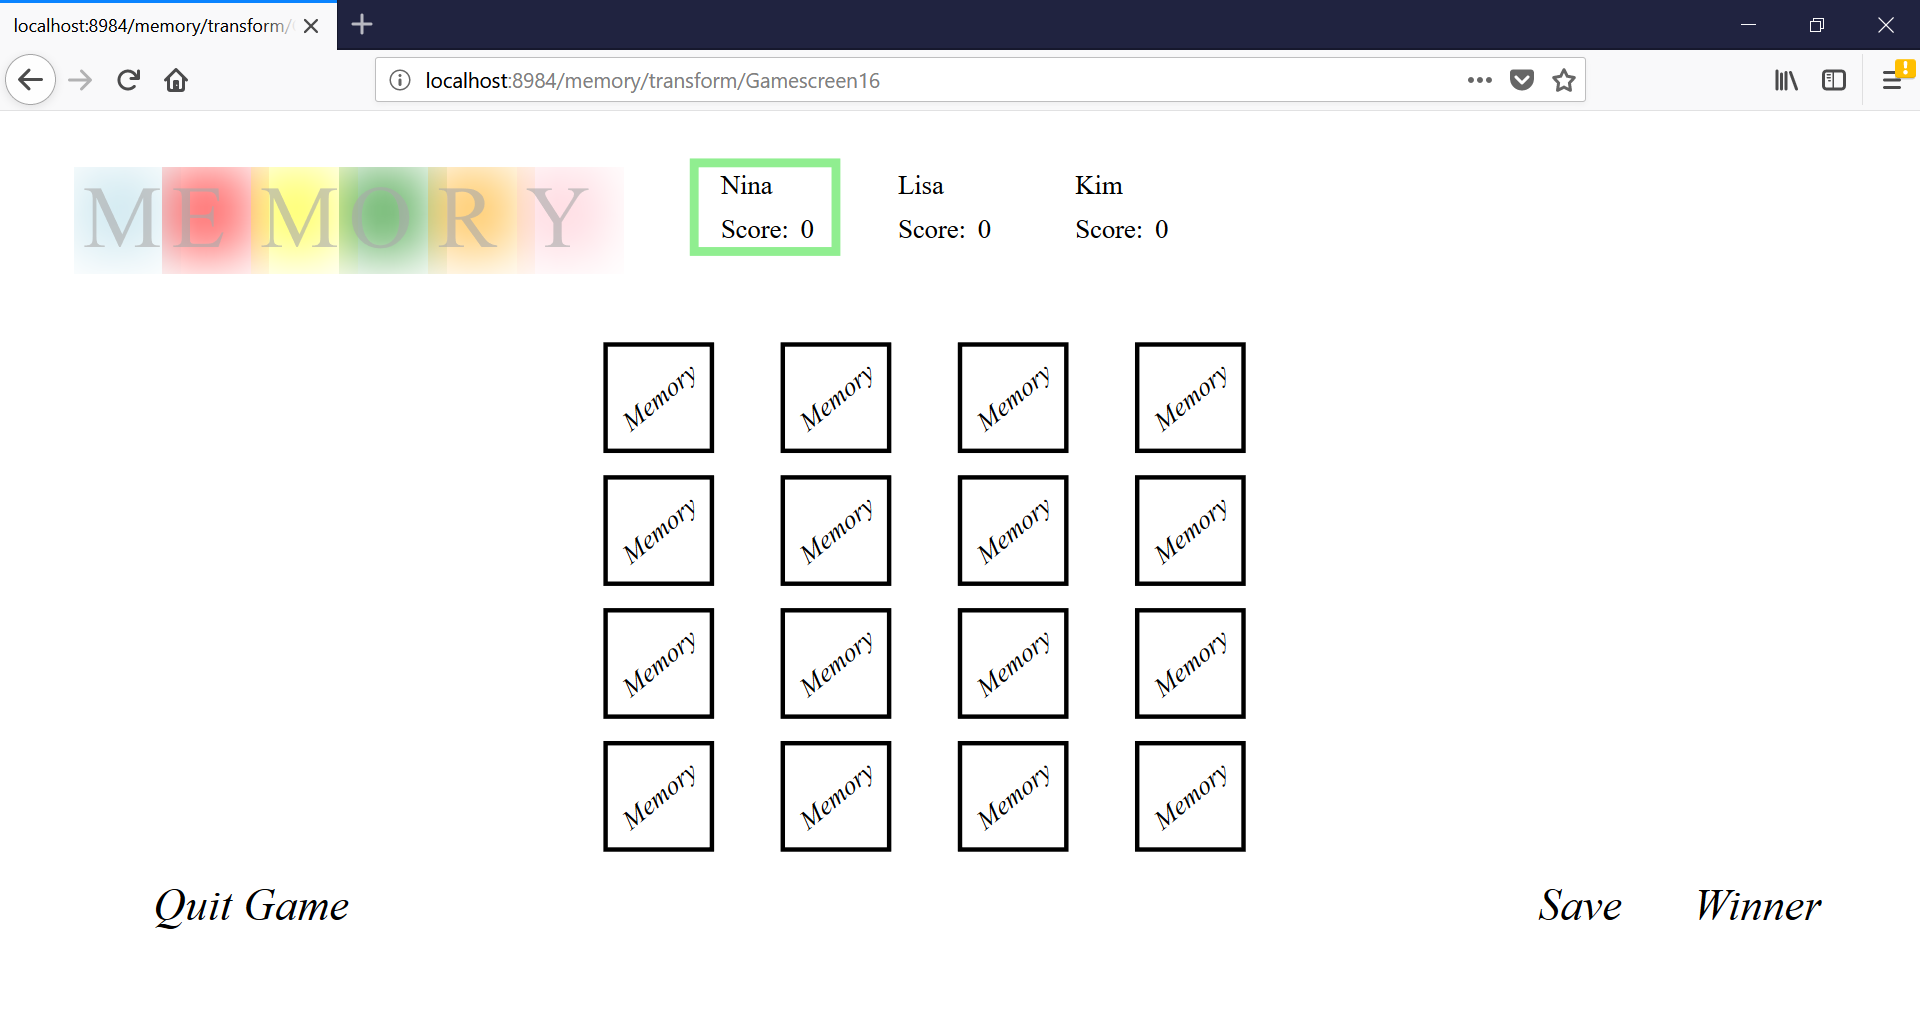 localhost:8984/memory/transform/
localhost:8984/memory/transform/Gamescreen16
MEMORY
Nina Lisa Kim
Score: 0 Score: 0 Score: 0
Memory Memory Memory Memory
Memory Memory Memory Memory
Memory Memory Memory Memory
Memory Memory Memory Memory
Quit Game Save Winner